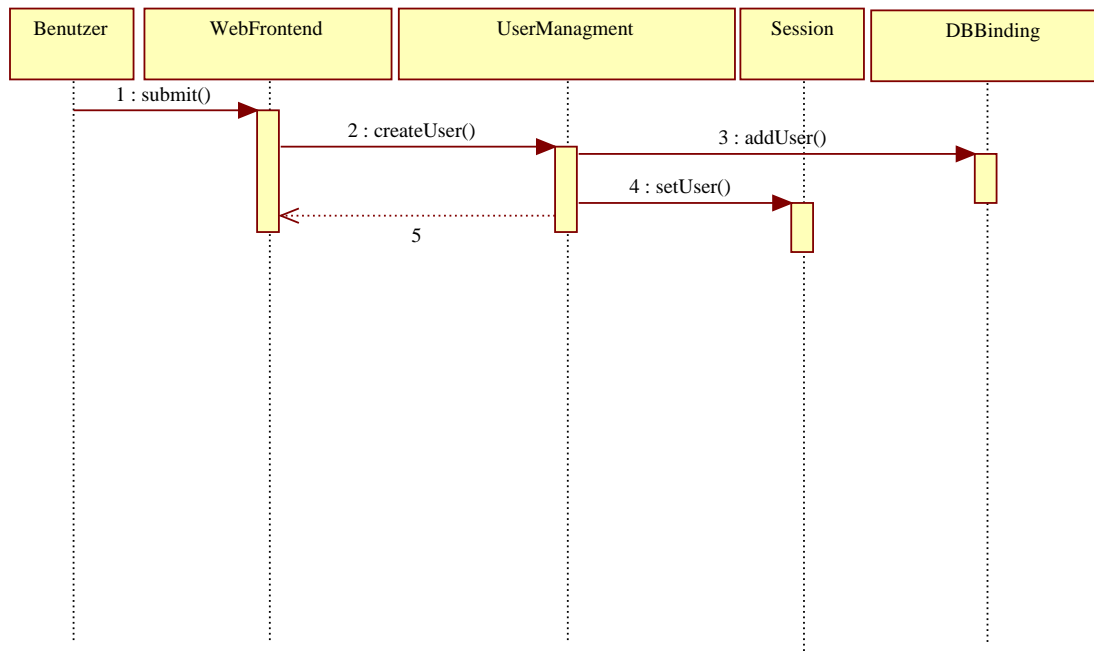 Benutzer
WebFrontend
UserManagment
Session
DBBinding
1 : submit()
2 : createUser()
3 : addUser()
4 : setUser()
5